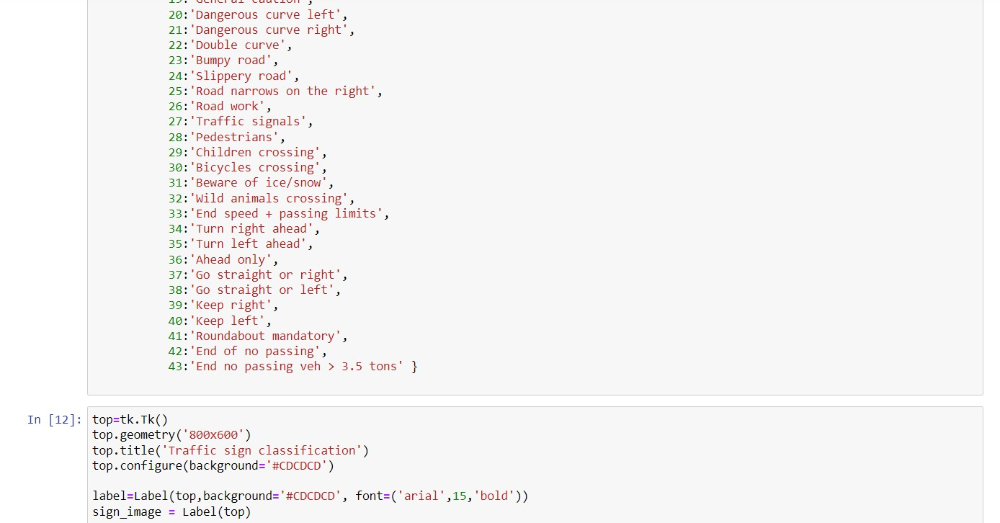 19:'General caution',
20:'Dangerous curve left',
21:'Dangerous curve right',
22:'Double curve',
23:'Bumpy road',
24:'Slippery road',
25:'Road narrows on the right',
26:'Road work',
27:'Traffic signals',
28:'Pedestrians',
29:'Children crossing',
30:'Bicycles crossing',
31:'Beware of ice/snow',
32:'Wild animals crossing',
33:'End speed + passing limits',
34:'Turn right ahead',
35:'Turn left ahead',
36:'Ahead only',
37:'Go straight or right',
38:'Go straight or left',
39:'Keep right',
40:'Keep left',
41:'Roundabout mandatory',
42:'End of no passing',
43:'End no passing veh > 3.5 tons' }
In [12]: top=tk.Tk()
top.geometry('800x600')
top.title('Traffic sign classification')
top.configure(background='#CDCDCD')
label=Label(top,background='#CDCDCD', font=('arial',15,'bold'))
sign_image = Label(top)